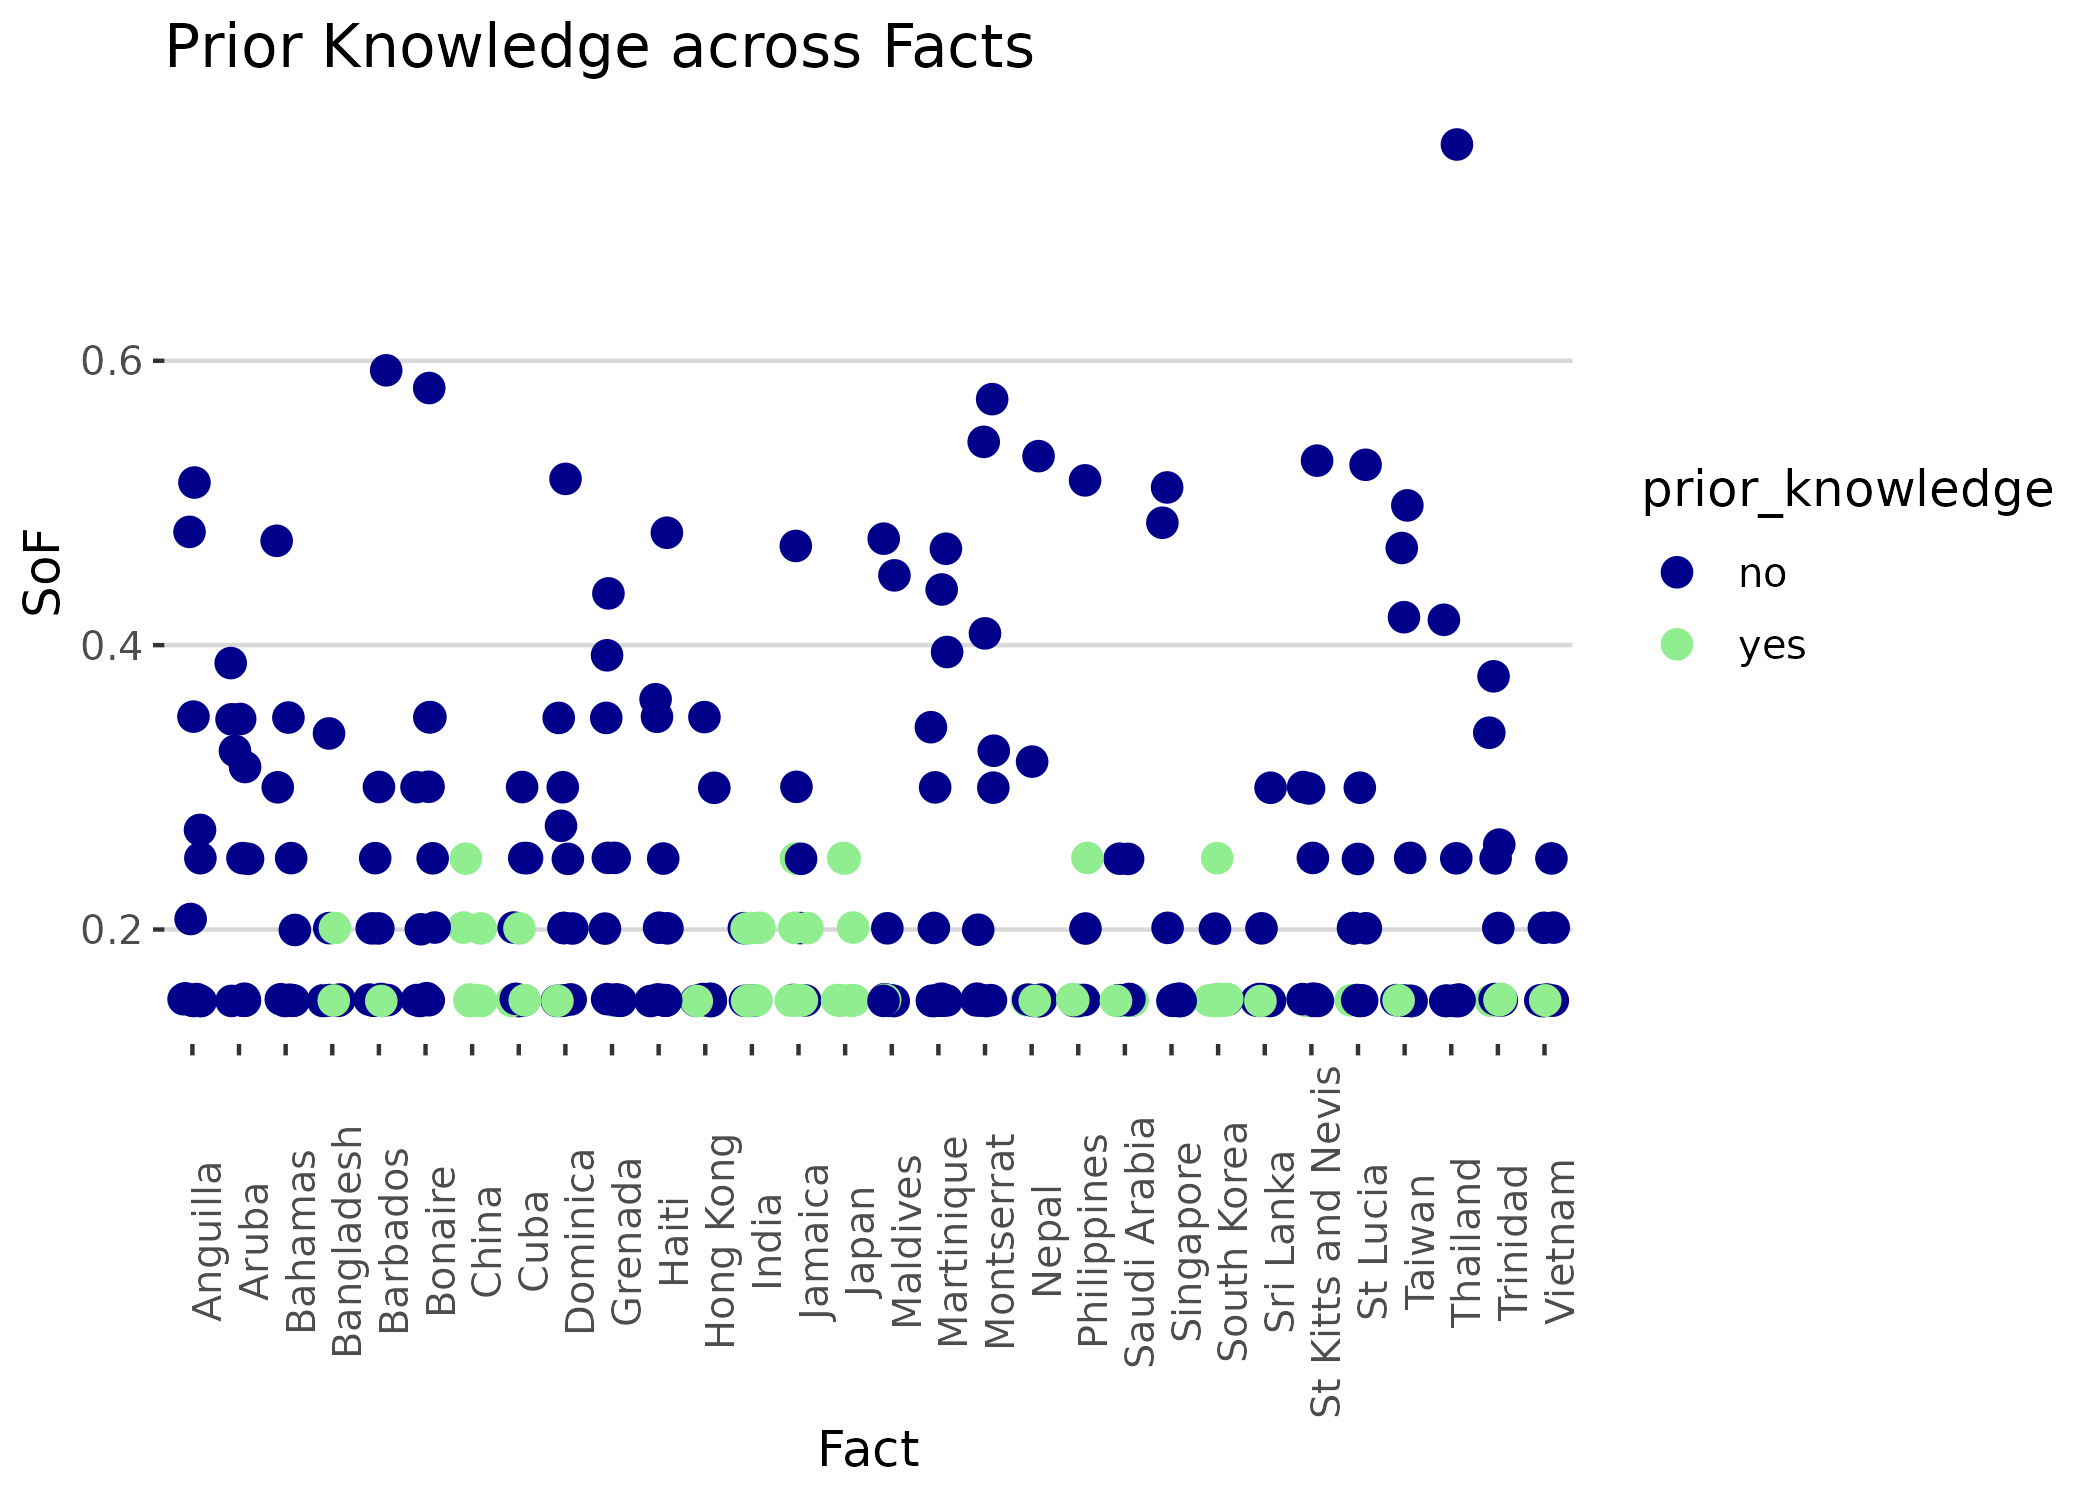 Prior Knowledge across Facts
SoF
0.6
0.4
0.2
Anguilla
Aruba
Bahamas
Bangladesh
Barbados
Bonaire
China
Cuba
Dominica
Grenada
Haiti
Hong Kong
India
Jamaica
Japan
Maldives
Martinique
Montserrat
Nepal
Phillippines
Saudi Arabia
Singapore
South Korea
Sri Lanka
St Kitts and Nevis
St Lucia
Taiwan
Thailand
Trinidad
Vietnam
Fact
prior_knowledge
no
yes